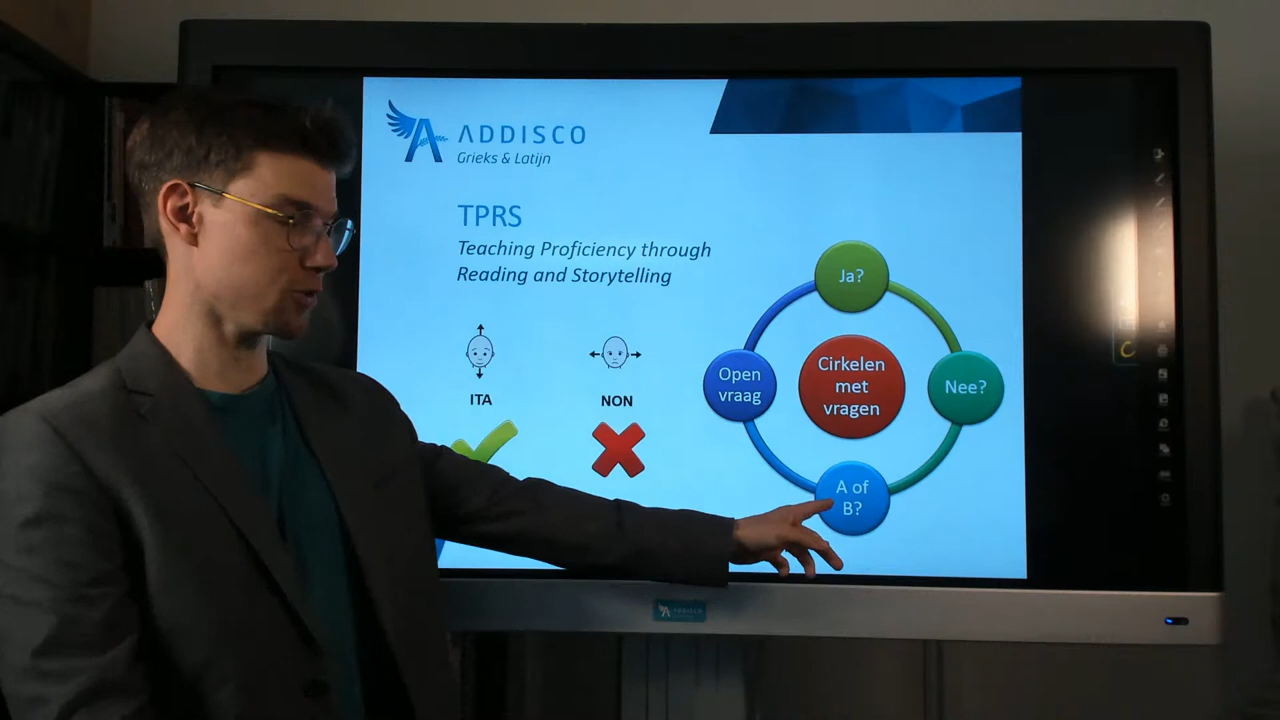 ADDISCO
Grieks & Latijn
TPRS
Teaching Proficiency through
Reading and Storytelling
ITA
NON
Ja?
Nee?
A of
B?
Open
vraag
Cirkelen
met
vragen
ADDISCO